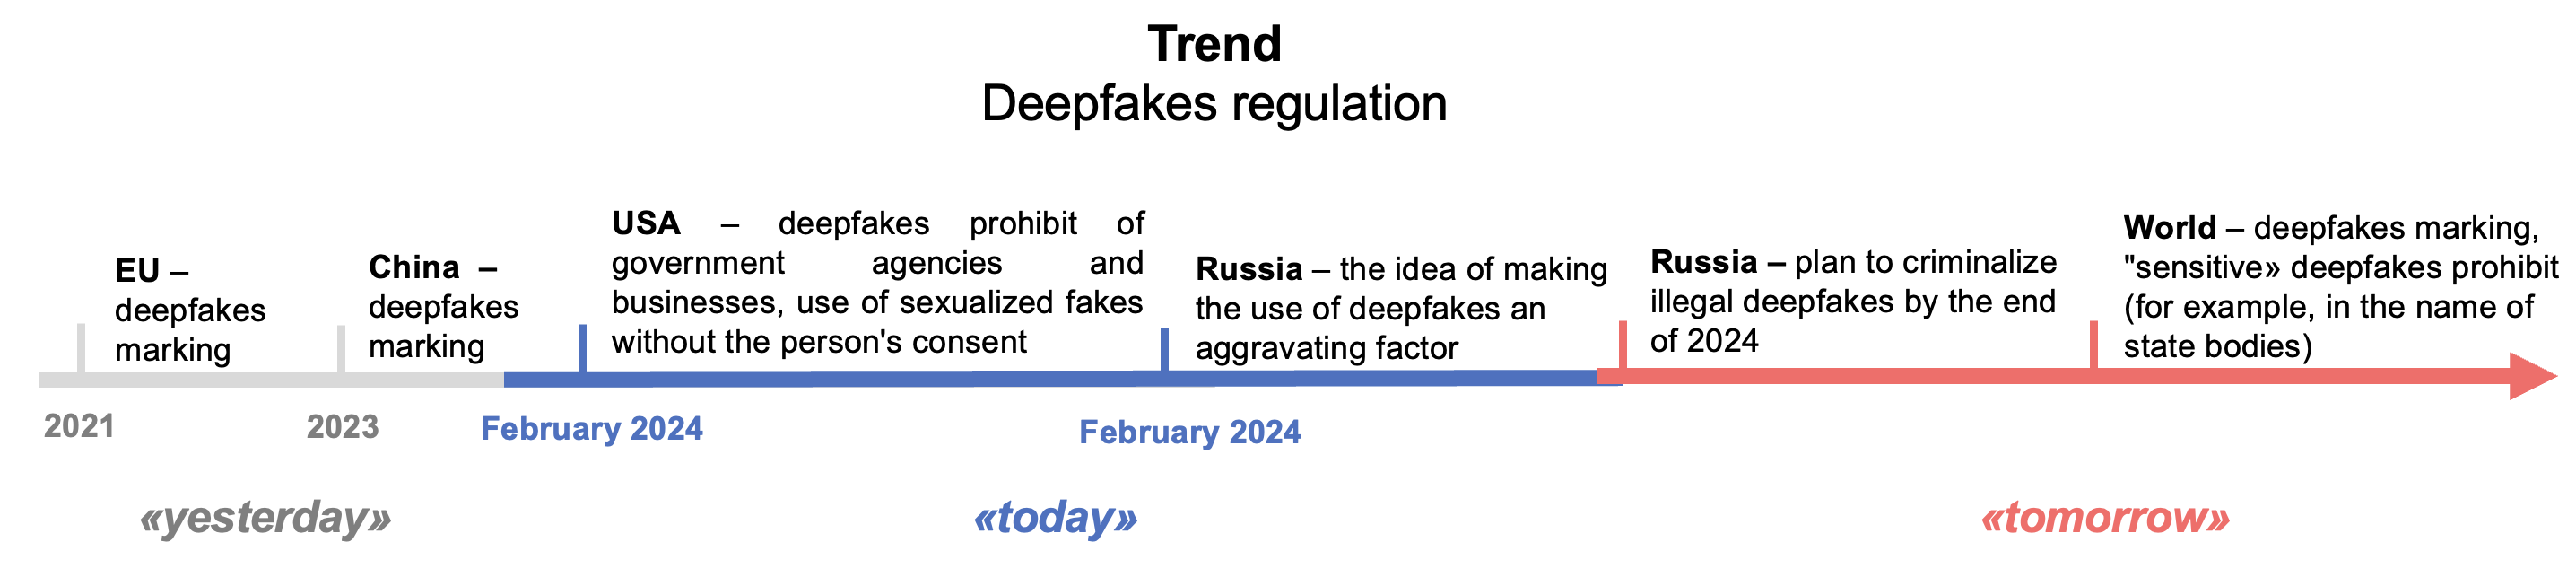 Trend
Deepfakes regulation
EU –
deepfakes
marking
China –
deepfakes
marking
USA – deepfakes prohibit of
government agencies and
businesses, use of sexualized fakes
without the person's consent
Russia – the idea of making
the use of deepfakes an
aggravating factor
Russia – plan to criminalize
illegal deepfakes by the end
of 2024
World – deepfakes marking,
"sensitive» deepfakes prohibit
(for example, in the name of
state bodies)
2021
2023
February 2024
February 2024
«yesterday»
«today»
«tomorrow»